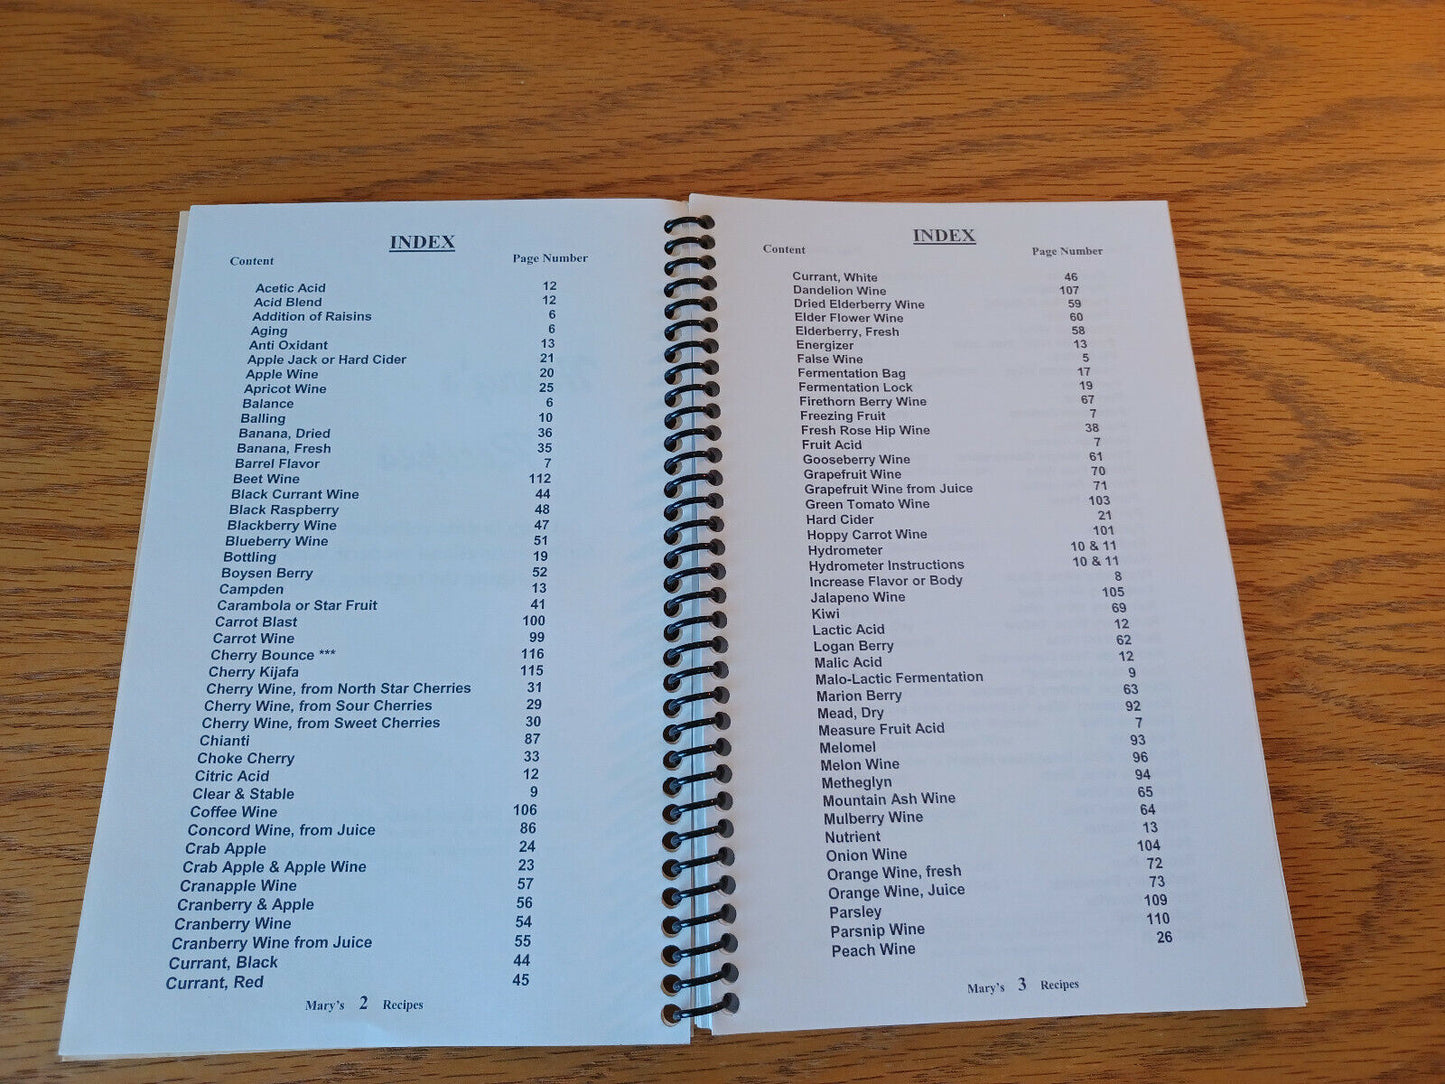 INDEX
Content Page Number
Acetic Acid 12
Acid Blend 12
Addition of Raisins 6
Aging 6
Anti Oxidant 13
Apple Jack or Hard Cider 21
Apple Wine 20
Apricot Wine 25
Balance 6
Balling 10
Banana, Dried 36
Banana, Fresh 35
Barrel Flavor 7
Beet Wine 112
Black Currant Wine 44
Black Raspberry 48
Blackberry Wine 47
Blueberry Wine 51
Bottling 19
Boysen Berry 52
Campden 13
Carambola or Star Fruit 41
Carrot Blast 100
Carrot Wine 99
Cherry Bounce *** 116
Cherry Kijafa 115
Cherry Wine, from North Star Cherries 31
Cherry Wine, from Sour Cherries 29
Cherry Wine, from Sweet Cherries 30
Chianti 87
Choke Cherry 33
Citric Acid 12
Clear & Stable 9
Coffee Wine 106
Concord Wine, from Juice 86
Crab Apple 24
Crab Apple & Apple Wine 23
Cranapple Wine 57
Cranberry & Apple 56
Cranberry Wine 54
Cranberry Wine from Juice 55
Currant, Black 44
Currant, Red 45
Mary's 2 Recipes
INDEX
Content Page Number
Currant, White 46
Dandelion Wine 107
Dried Elderberry Wine 59
Elder Flower Wine 60
Elderberry, Fresh 58
Energizer 13
False Wine 5
Fermentation Bag 17
Fermentation Lock 19
Firethorn Berry Wine 67
Freezing Fruit 7
Fresh Rose Hip Wine 38
Fruit Acid 7
Gooseberry Wine 61
Grapefruit Wine 70
Grapefruit Wine from Juice 71
Green Tomato Wine 103
Hard Cider 21
Hoppy Carrot Wine 101
Hydrometer 10 & 11
Hydrometer Instructions 10 & 11
Increase Flavor or Body 8
Jalapeno Wine 105
Kiwi 69
Lactic Acid 12
Logan Berry 62
Malic Acid 12
Malo-Lactic Fermentation 9
Marion Berry 63
Mead, Dry 92
Measure Fruit Acid 7
Melomel 93
Melon Wine 96
Metheglyn 94
Mountain Ash Wine 65
Mulberry Wine 64
Nutrient 13
Onion Wine 104
Orange Wine, fresh 72
Orange Wine, Juice 73
Parsley 109
Parsnip Wine 110
Peach Wine 26
Mary's 3 Recipes